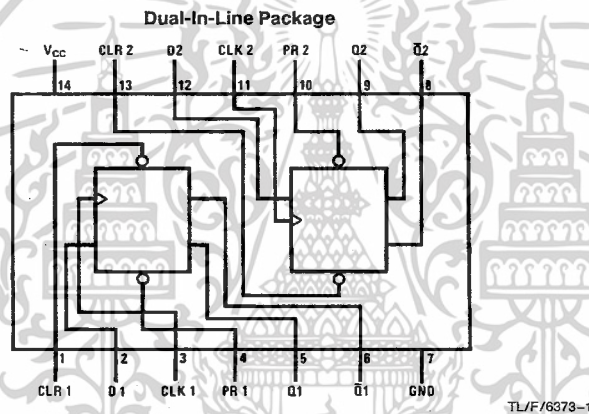 Dual-In-Line Package
VCC CLR 2 D2 CLK 2 PR 2 Q2 Q̅2
14 13 12 11 10 9 8
1 2 3 4 5 6 7
CLR 1 D1 CLK 1 PR 1 Q1 Q̅1 GND
TL/F/6373-1